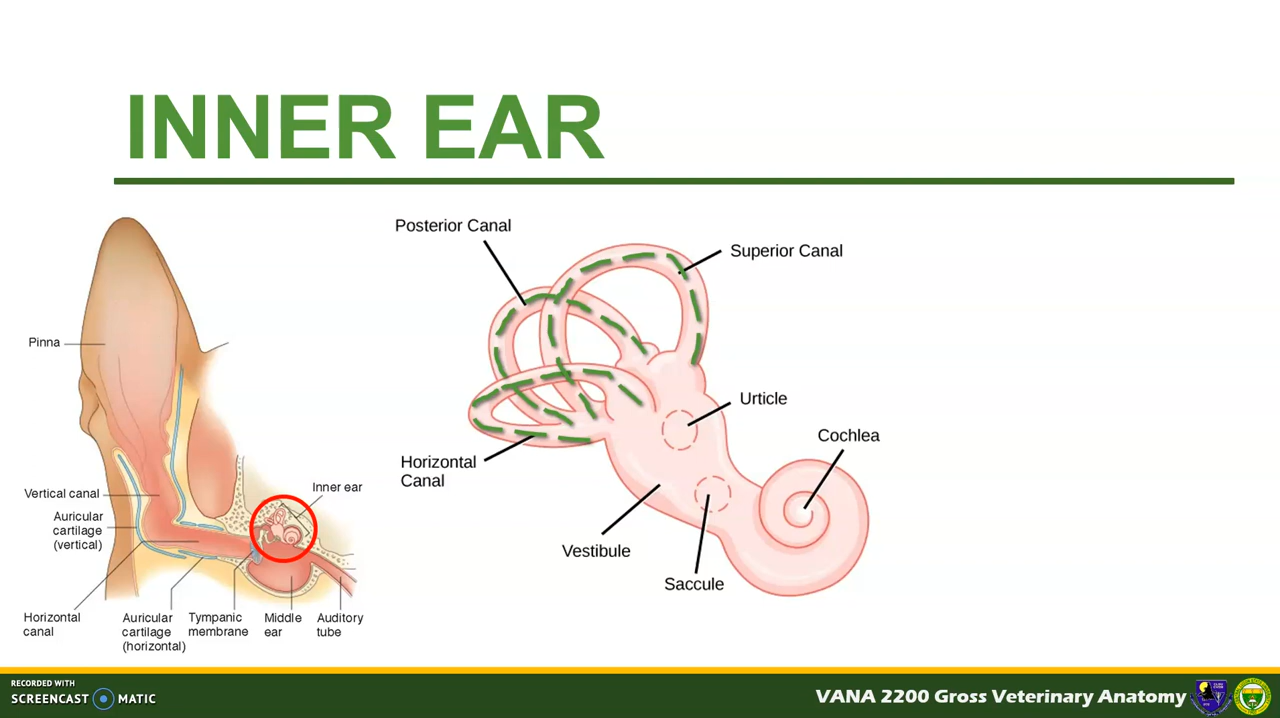 INNER EAR
Posterior Canal
Superior Canal
Pinna
Urticle
Cochlea
Horizontal
Canal
Inner ear
Vertical canal
Auricular
cartilage
(vertical)
Vestibule
Saccule
Horizontal
canal
Auricular
cartilage
(horizontal)
Tympanic
membrane
Middle
ear
Auditory
tube
RECORDED WITH
SCREENCAST MATIC
VANA 2200 Gross Veterinary Anatomy